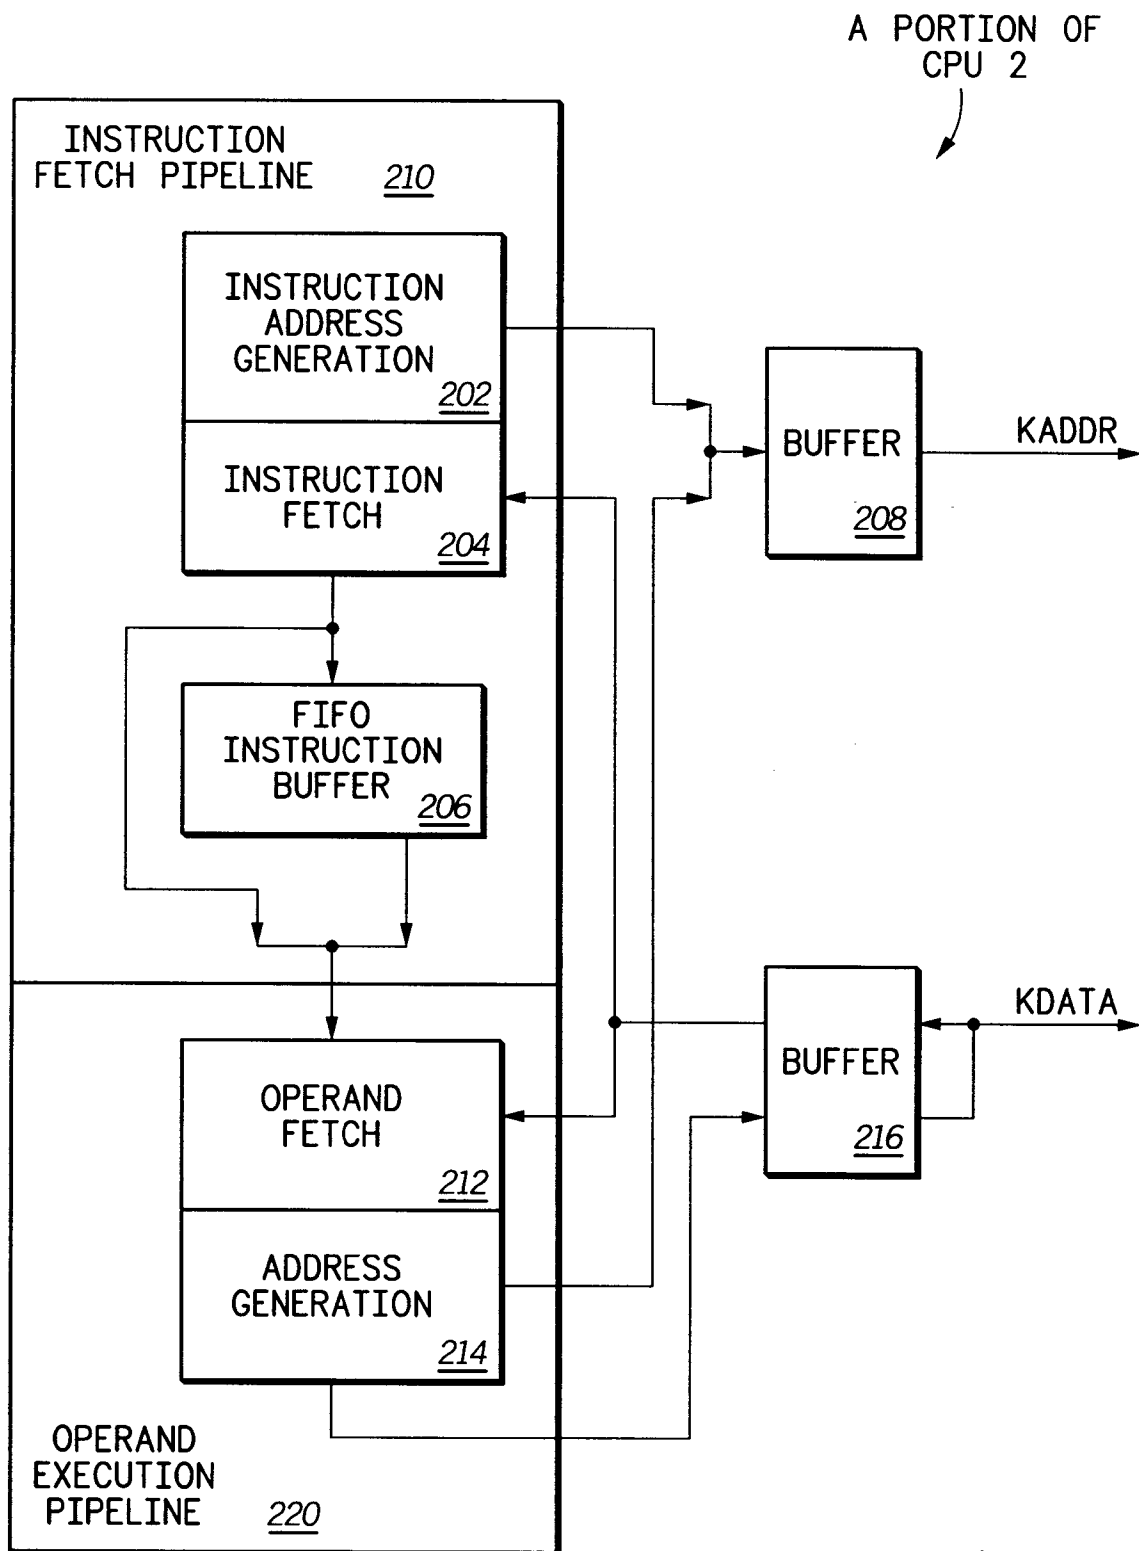 A PORTION OF
CPU 2
INSTRUCTION
FETCH PIPELINE 210
INSTRUCTION
ADDRESS
GENERATION
202
INSTRUCTION
FETCH
204
BUFFER
208
KADDR
FIFO
INSTRUCTION
BUFFER
206
OPERAND
FETCH
212
ADDRESS
GENERATION
214
BUFFER
216
KDATA
OPERAND
EXECUTION
PIPELINE 220